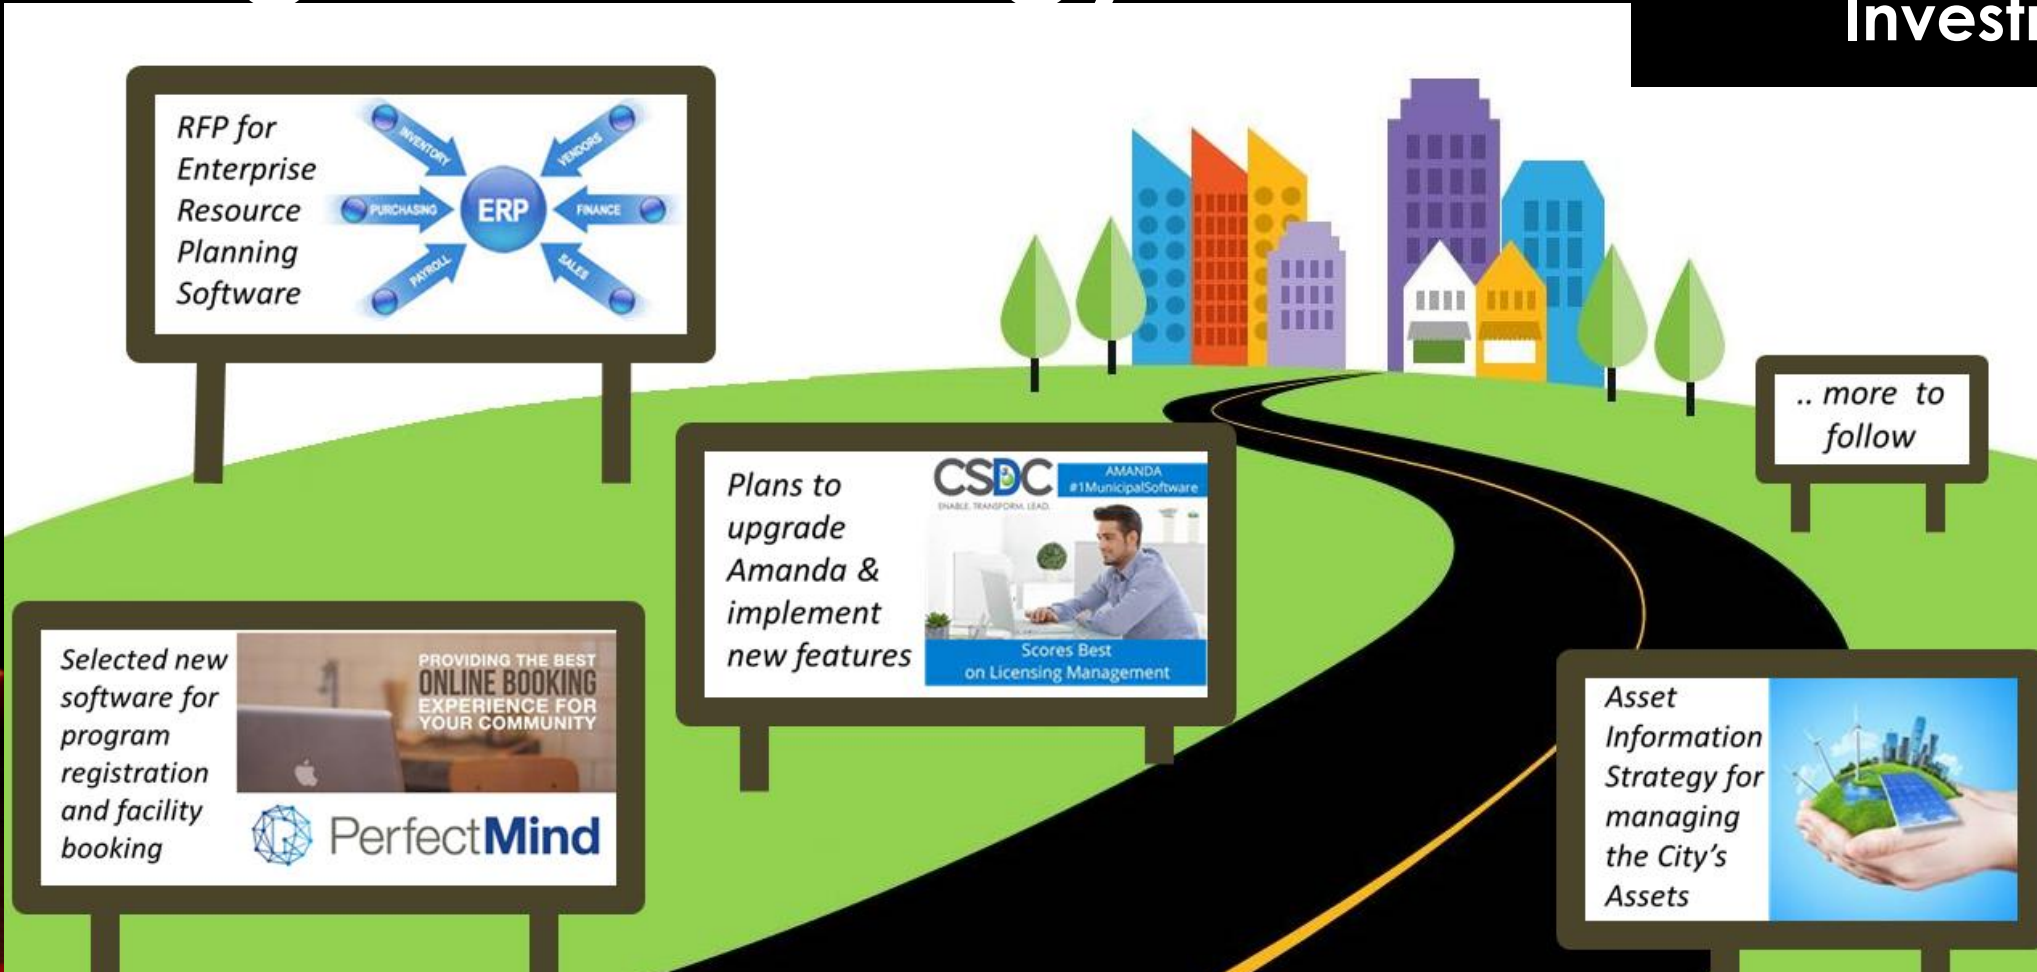 Invest
RFP for
Enterprise
Resource
Planning
Software
INVENTORY
VENDORS
PURCHASING
ERP
FINANCE
PAYROLL
SALES
.. more to
follow
Plans to
upgrade
Amanda &
implement
new features
CSDC
ENABLE. TRANSFORM. LEAD.
AMANDA
#1MunicipalSoftware
Scores Best
on Licensing Management
Selected new
software for
program
registration
and facility
booking
PROVIDING THE BEST
ONLINE BOOKING
EXPERIENCE FOR
YOUR COMMUNITY
PerfectMind
Asset
Information
Strategy for
managing
the City's
Assets